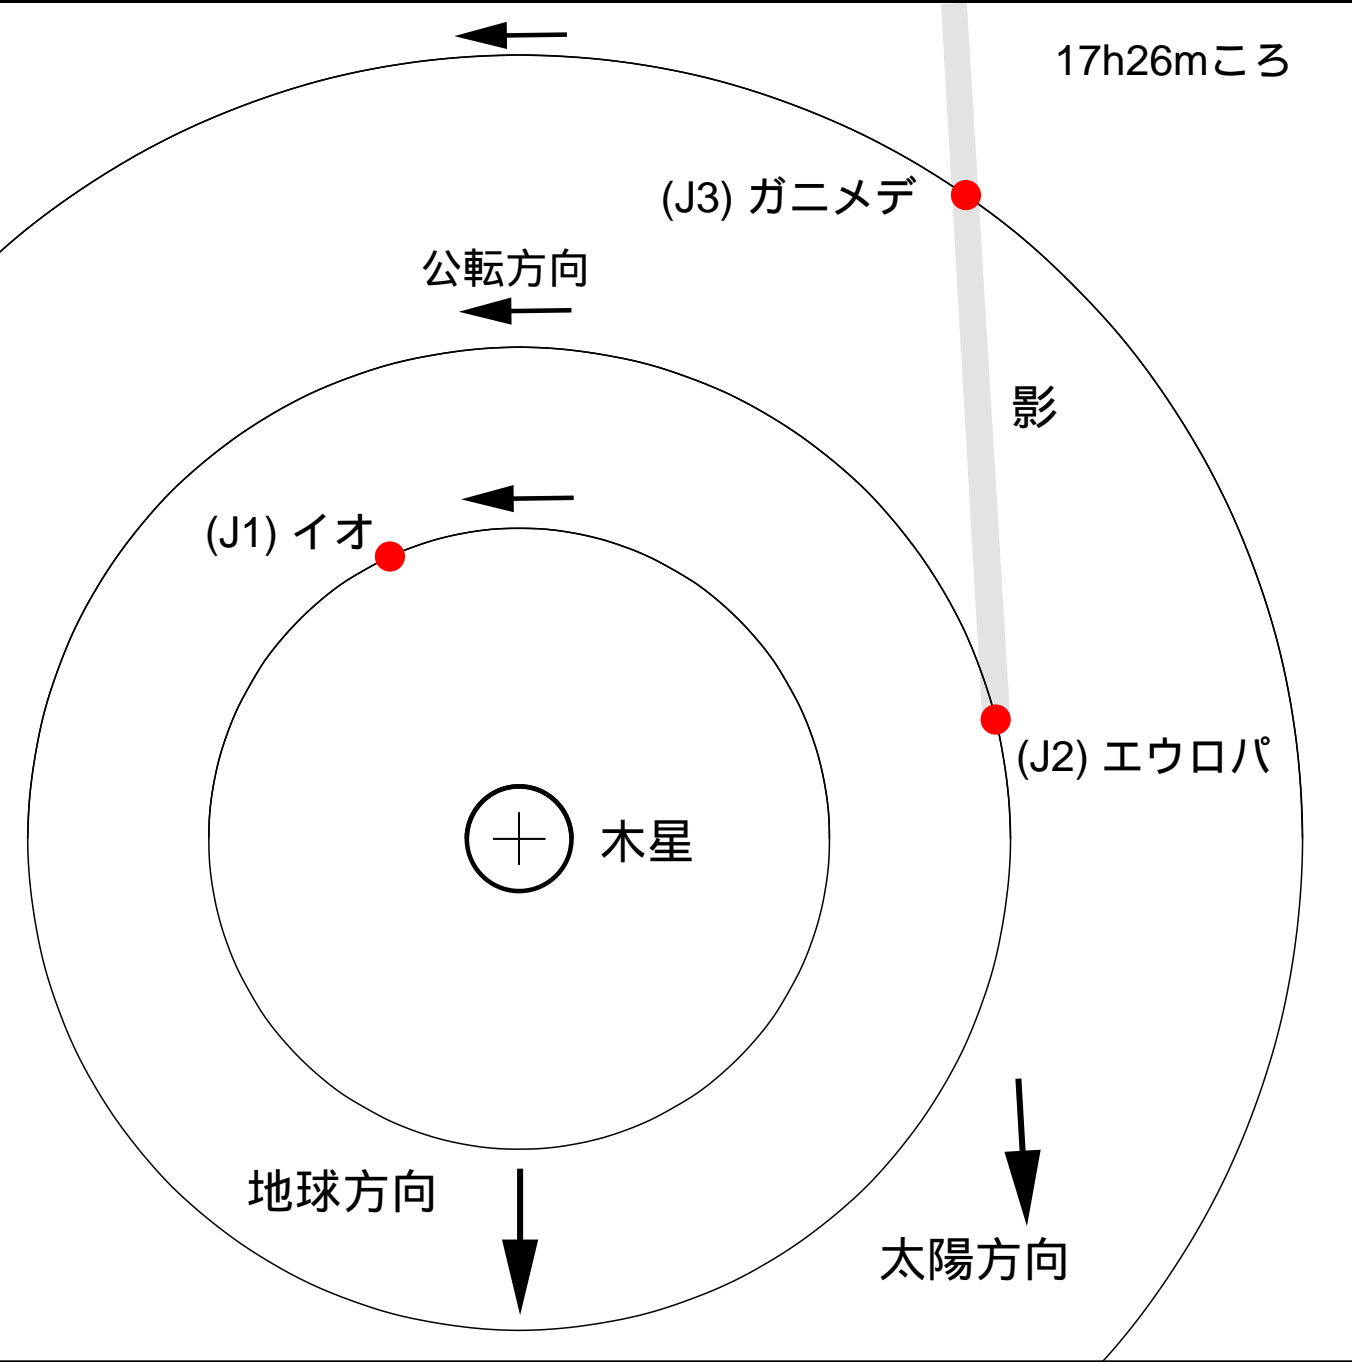 17h26mころ
(J3) ガニメデ
公転方向
影
(J1) イオ
(J2) エウロパ
木星
地球方向
太陽方向